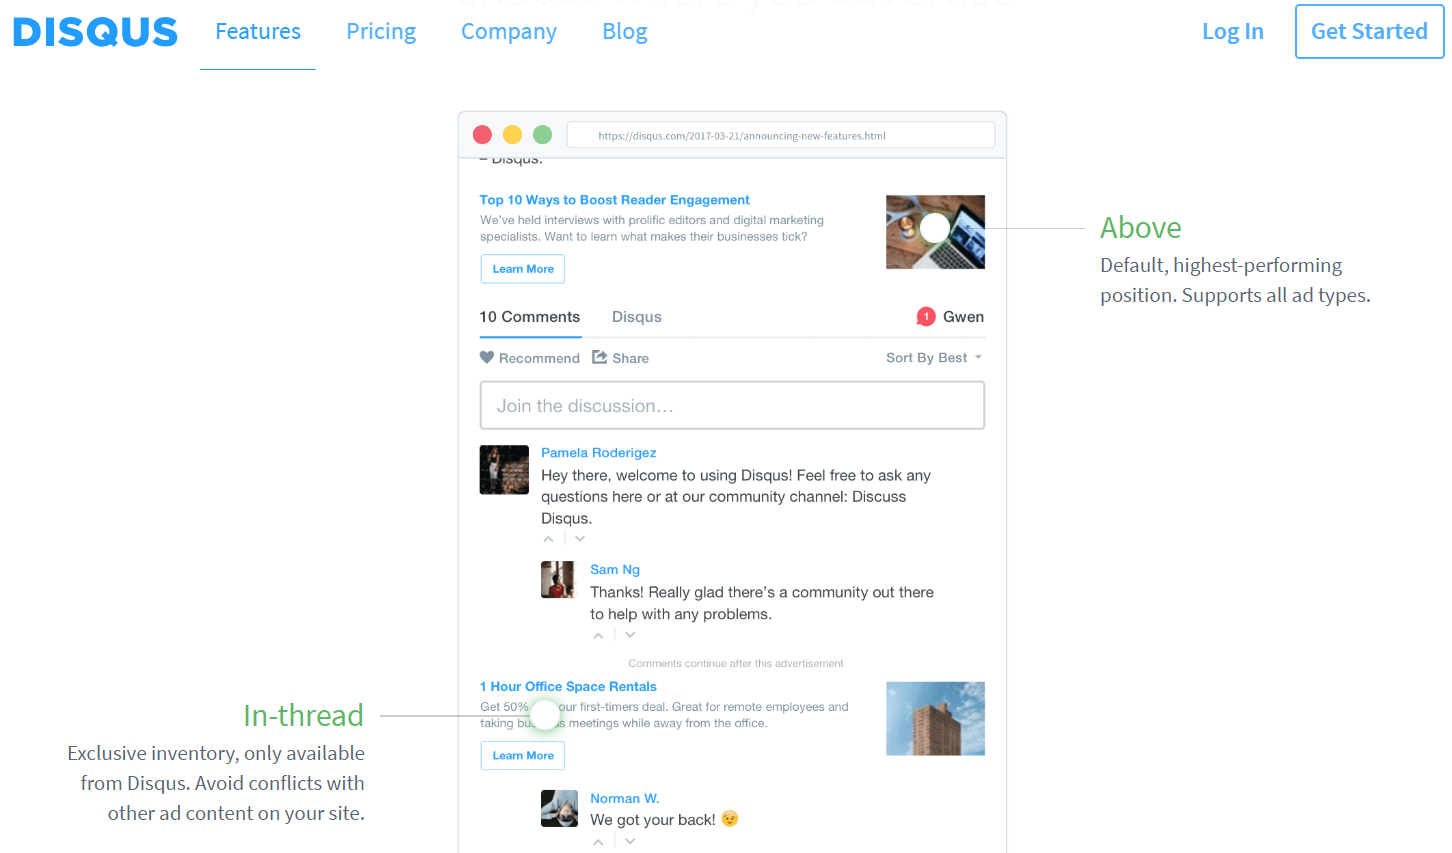 choose where you advertise
DISQUS
Features
Pricing
Company
Blog
Log In
Get Started
https://disqus.com/2017-03-21/announcing-new-features.html
– Disqus.
Top 10 Ways to Boost Reader Engagement
We've held interviews with prolific editors and digital marketing
specialists. Want to learn what makes their businesses tick?
Learn More
Above
Default, highest-performing
position. Supports all ad types.
10 Comments
Disqus
1
Gwen
Recommend
Share
Sort By Best
Join the discussion…
Pamela Roderigez
Hey there, welcome to using Disqus! Feel free to ask any
questions here or at our community channel: Discuss
Disqus.
Sam Ng
Thanks! Really glad there's a community out there
to help with any problems.
Comments continue after this advertisement
1 Hour Office Space Rentals
Get 50% our first-timers deal. Great for remote employees and
taking meetings while away from the office.
Learn More
In-thread
Exclusive inventory, only available
from Disqus. Avoid conflicts with
other ad content on your site.
Norman W.
We got your back! 😉